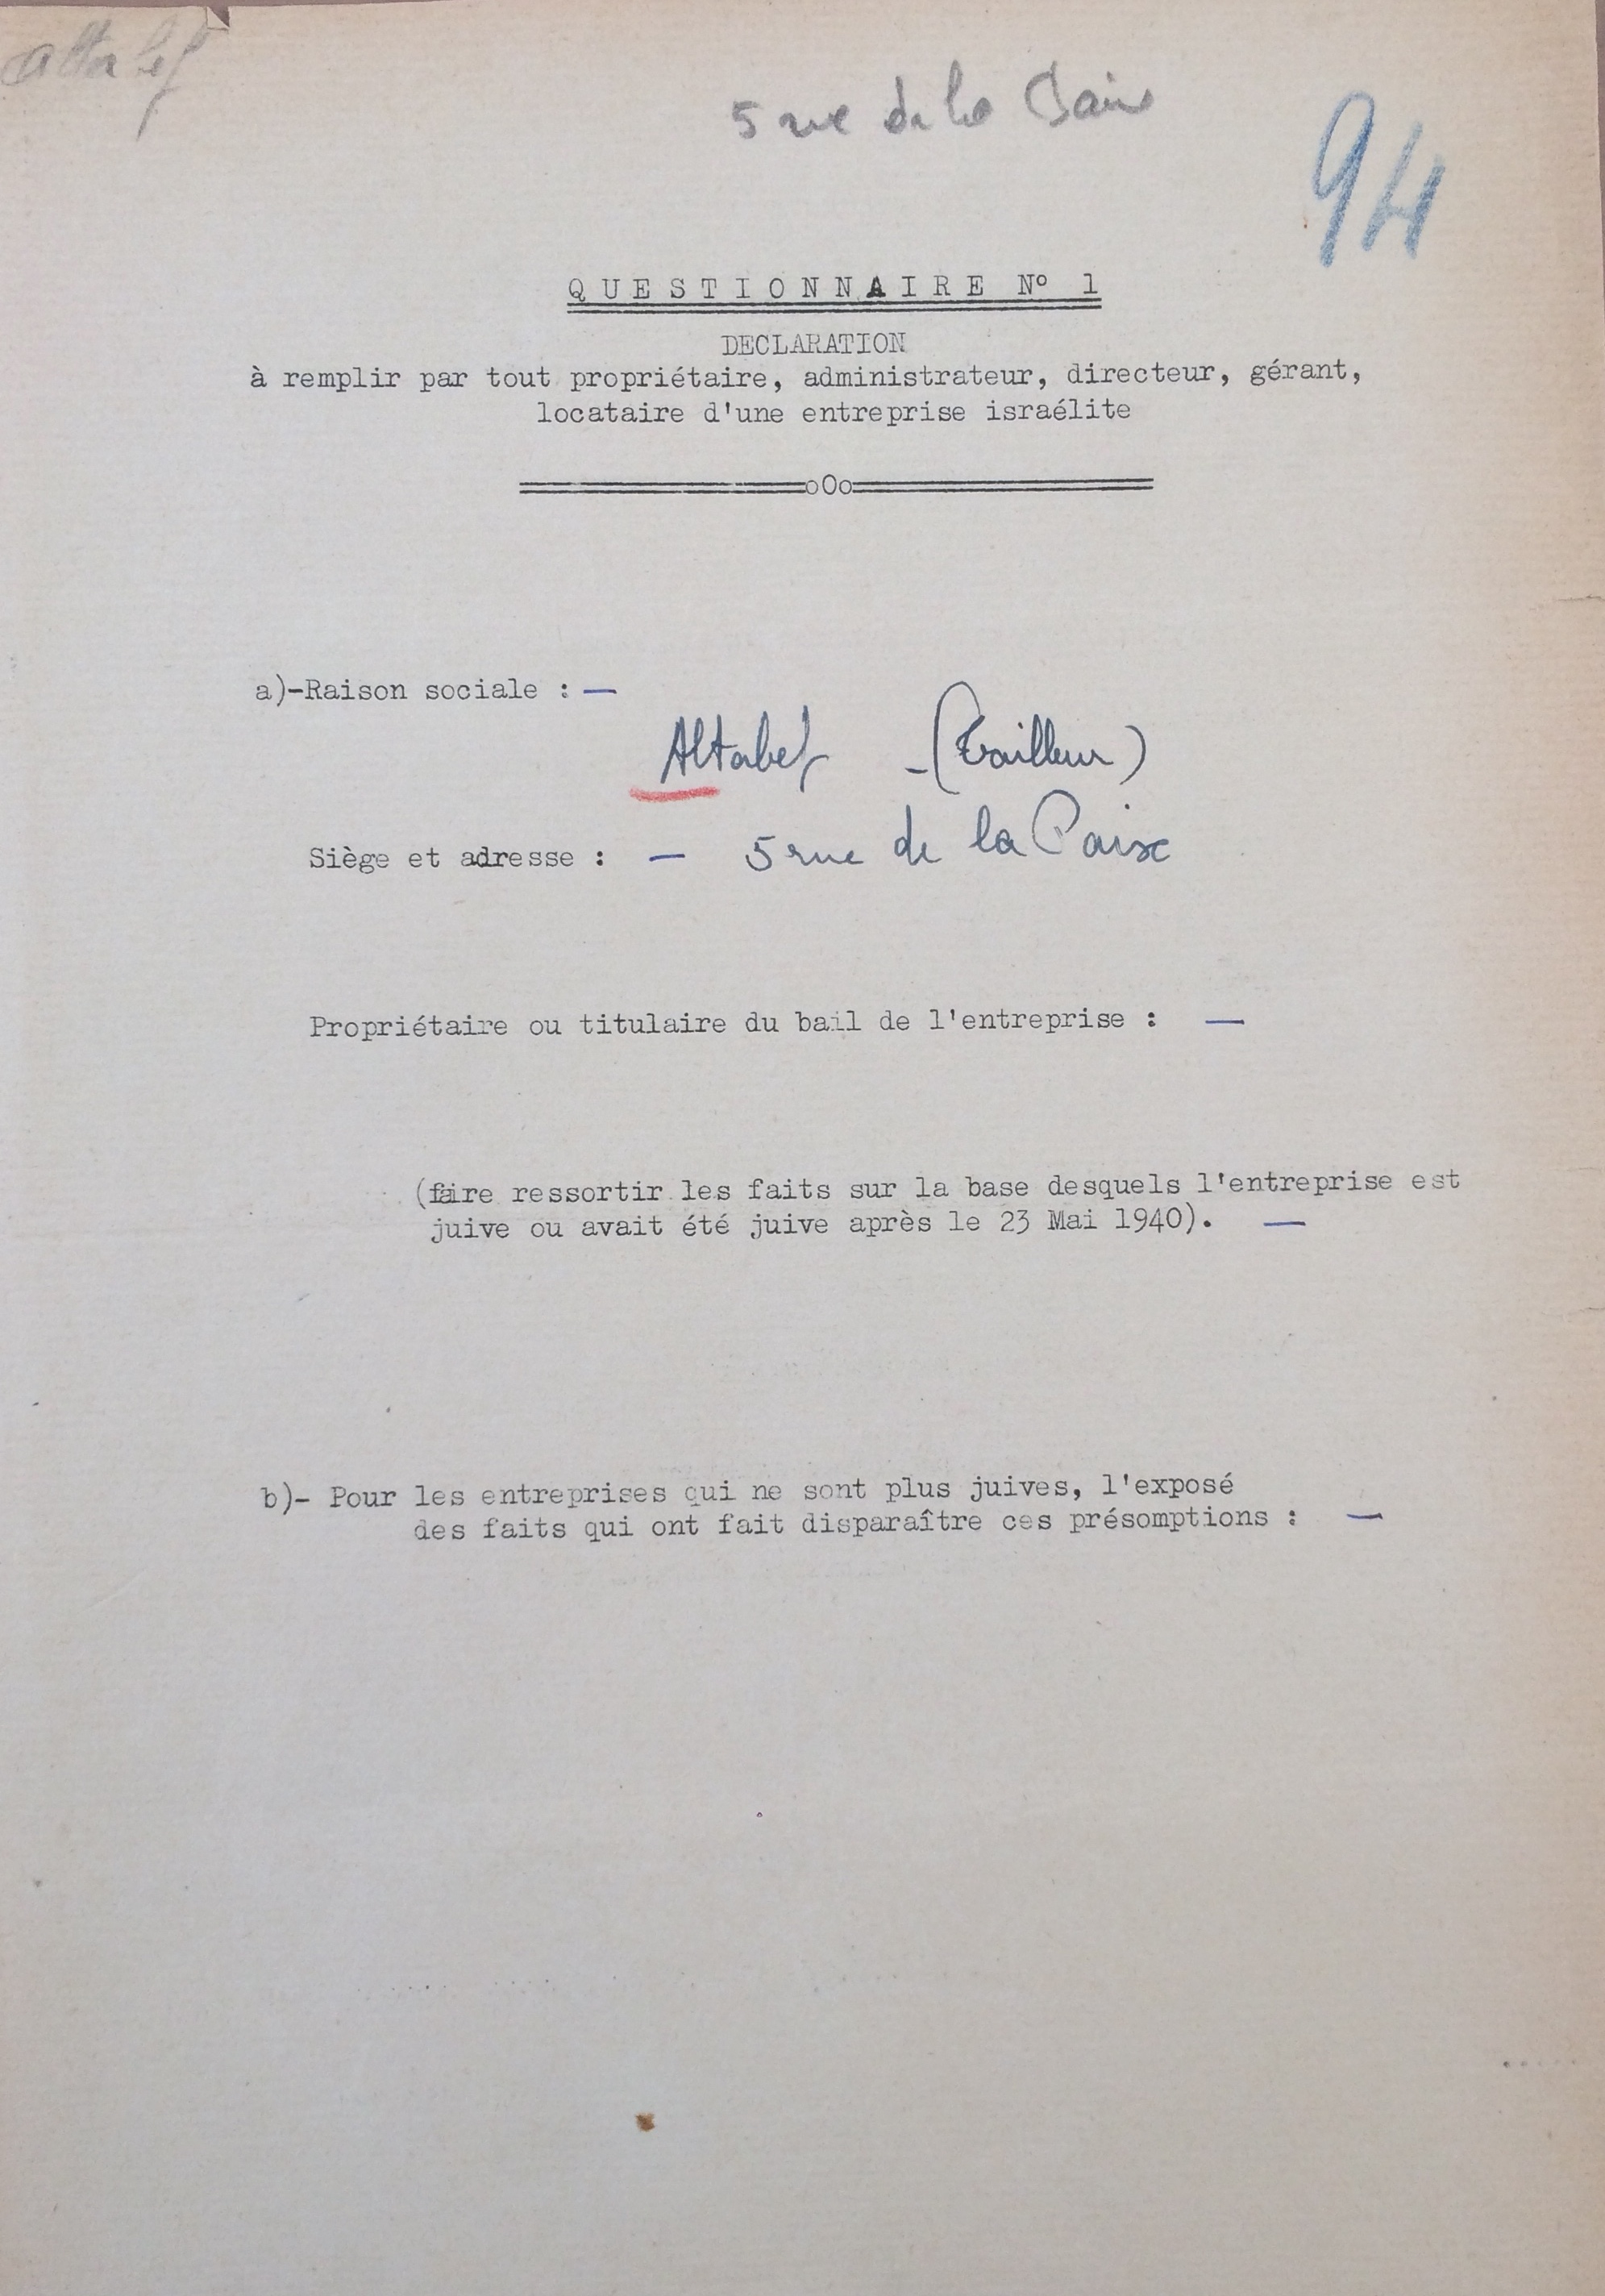 Altabef
5 rue de la Paix
94
QUESTIONNAIRE Nº 1
DECLARATION
à remplir par tout propriétaire, administrateur, directeur, gérant,
locataire d'une entreprise israélite
oOo
a)-Raison sociale : —
Altabef - (Tailleur)
Siège et adresse : — 5 rue de la Paix
Propriétaire ou titulaire du bail de l'entreprise : —
(faire ressortir les faits sur la base desquels l'entreprise est
juive ou avait été juive après le 23 Mai 1940). —
b)- Pour les entreprises qui ne sont plus juives, l'exposé
des faits qui ont fait disparaître ces présomptions : —